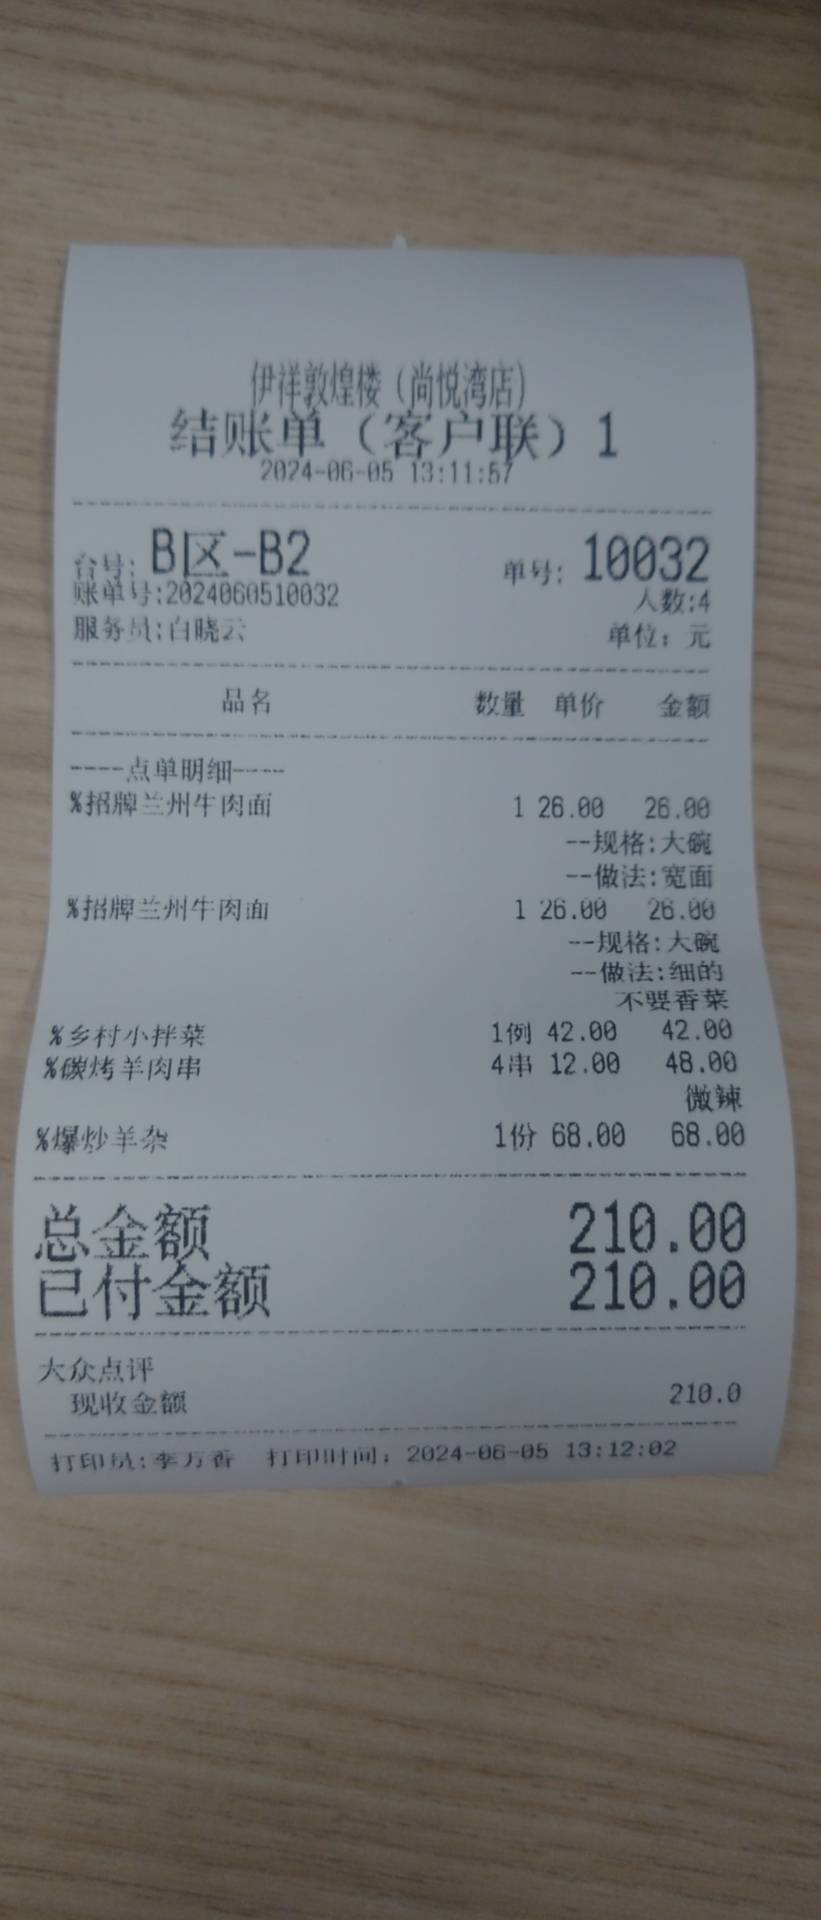 伊祥敦煌楼（尚悦湾店）
结账单（客户联）1
2024-06-05 13:11:57
台号: B区-B2 单号: 10032
账单号:2024060510032 人数:4
服务员:白晓云 单位：元
品名 数量 单价 金额
----点单明细----
%招牌兰州牛肉面 1 26.00 26.00
--规格:大碗
--做法:宽面
%招牌兰州牛肉面 1 26.00 26.00
--规格:大碗
--做法:细的
不要香菜
%乡村小拌菜 1例 42.00 42.00
%碳烤羊肉串 4串 12.00 48.00
微辣
%爆炒羊杂 1份 68.00 68.00
总金额 210.00
已付金额 210.00
大众点评
现收金额 210.0
打印员:李万香 打印时间：2024-06-05 13:12:02